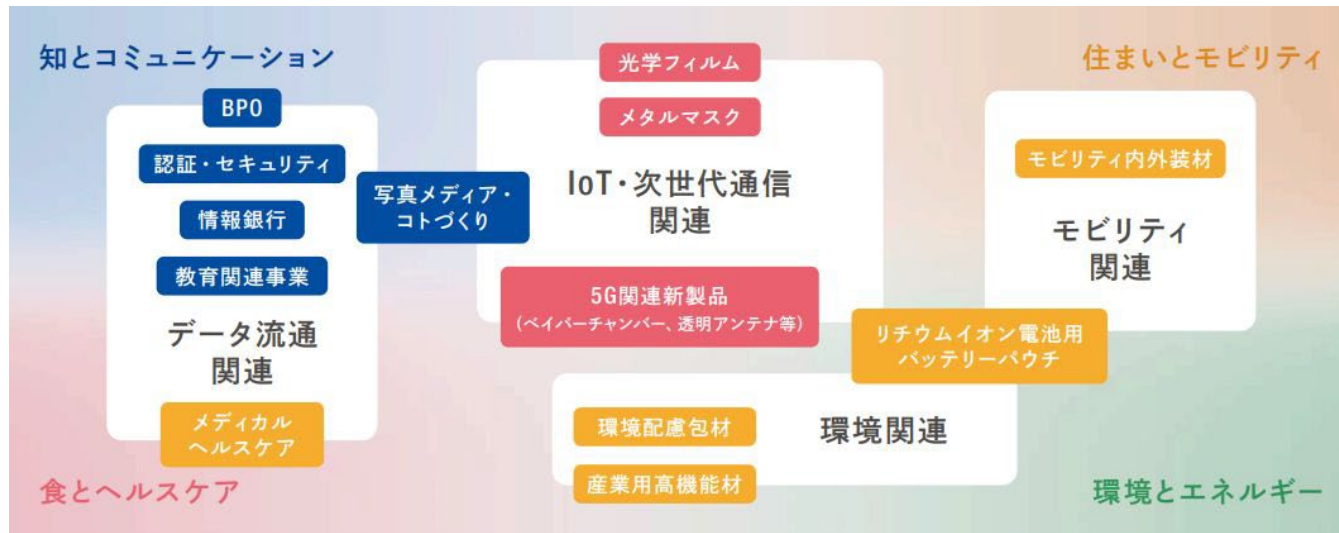 知とコミュニケーション
BPO
認証・セキュリティ
情報銀行
教育関連事業
データ流通
関連
メディカル
ヘルスケア
食とヘルスケア
写真メディア・
コトづくり
光学フィルム
メタルマスク
IoT・次世代通信
関連
5G関連新製品
(ベイパーチャンバー、透明アンテナ等)
住まいとモビリティ
モビリティ内外装材
モビリティ
関連
リチウムイオン電池用
バッテリーパウチ
環境配慮包材
環境関連
産業用高機能材
環境とエネルギー